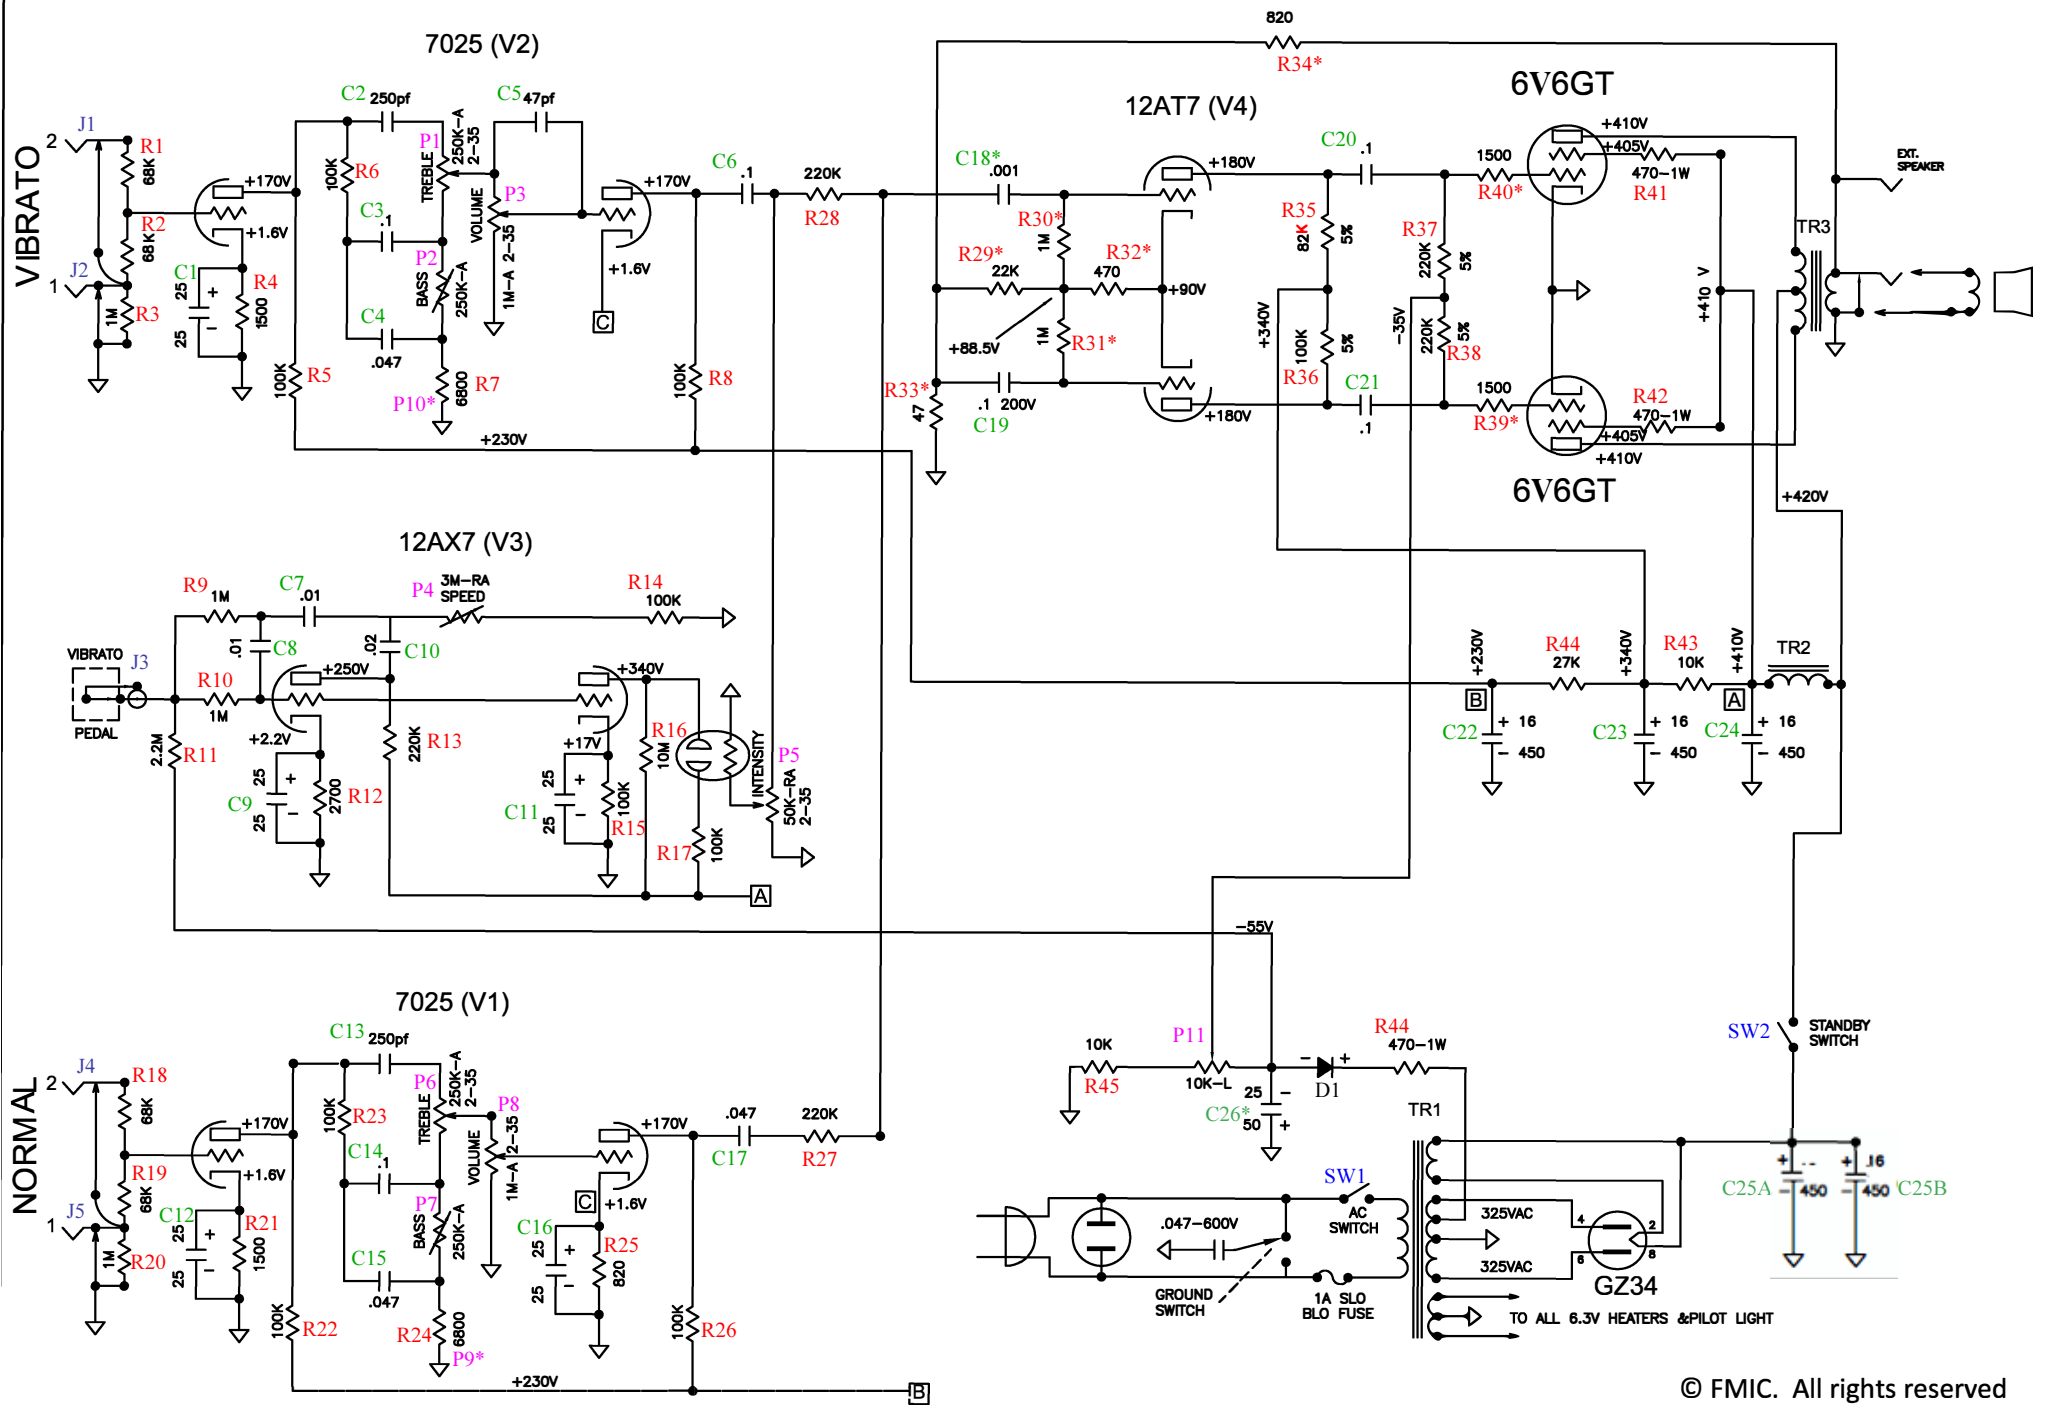 820
R34*
7025 (V2)
6V6GT
12AT7 (V4)
VIBRATO
2
J1
R1
68K
R2
68K
J2
1
1M
R3
+170V
+1.6V
C1
25
25
R4
1500
100K
R5
C2
250pf
C5
47pf
100K
R6
P1
TREBLE
250K-A
2-35
C3
.1
P2
BASS
250K-A
C4
.047
P10*
R7
6800
P3
VOLUME
1M-A 2-35
+170V
+1.6V
C
C6
.1
220K
R28
100K
R8
+230V
C18*
.001
R30*
1M
R29*
22K
R32*
470
+90V
+88.5V
1M
R31*
R33*
47
.1 200V
C19
+180V
+180V
R35
82K
5%
+340V
100K
5%
R36
C20
.1
C21
.1
R37
220K
5%
-35V
220K
5%
R38
1500
R40*
1500
R39*
+410V
+405V
470-1W
R41
R42
470-1W
+405V
+410V
6V6GT
+410 V
TR3
EXT.
SPEAKER
+420V
12AX7 (V3)
R9
1M
C7
.01
P4
3M-RA
SPEED
R14
100K
.01
C8
.02
C10
VIBRATO
J3
PEDAL
R10
1M
2.2M
R11
+250V
+2.2V
25
C9
25
2700
R12
220K
R13
+340V
+17V
25
C11
25
100K
R15
R16
10M
R17
100K
INTENSITY
P5
50K-RA
2-35
A
+230V
B
R44
27K
+340V
R43
10K
+410V
A
TR2
C22
+ 16
- 450
C23
+ 16
- 450
C24
+ 16
- 450
-55V
7025 (V1)
NORMAL
2
J4
R18
68K
R19
68K
J5
1
1M
R20
+170V
+1.6V
C12
25
25
R21
1500
100K
R22
C13
250pf
100K
R23
P6
TREBLE
250K-A
2-35
C14
.1
P7
BASS
250K-A
C15
.047
R24
6800
P9*
P8
VOLUME
1M-A 2-35
+170V
C
+1.6V
C16
25
25
R25
820
.047
C17
220K
R27
100K
R26
+230V
B
10K
R45
P11
10K-L
25
C26*
50
- +
D1
R44
470-1W
SW2
STANDBY
SWITCH
TR1
SW1
AC
SWITCH
.047-600V
GROUND
SWITCH
1A SLO
BLO FUSE
325VAC
325VAC
4
6
2
8
GZ34
TO ALL 6.3V HEATERS &PILOT LIGHT
C25A
450
.16
450
C25B
© FMIC. All rights reserved